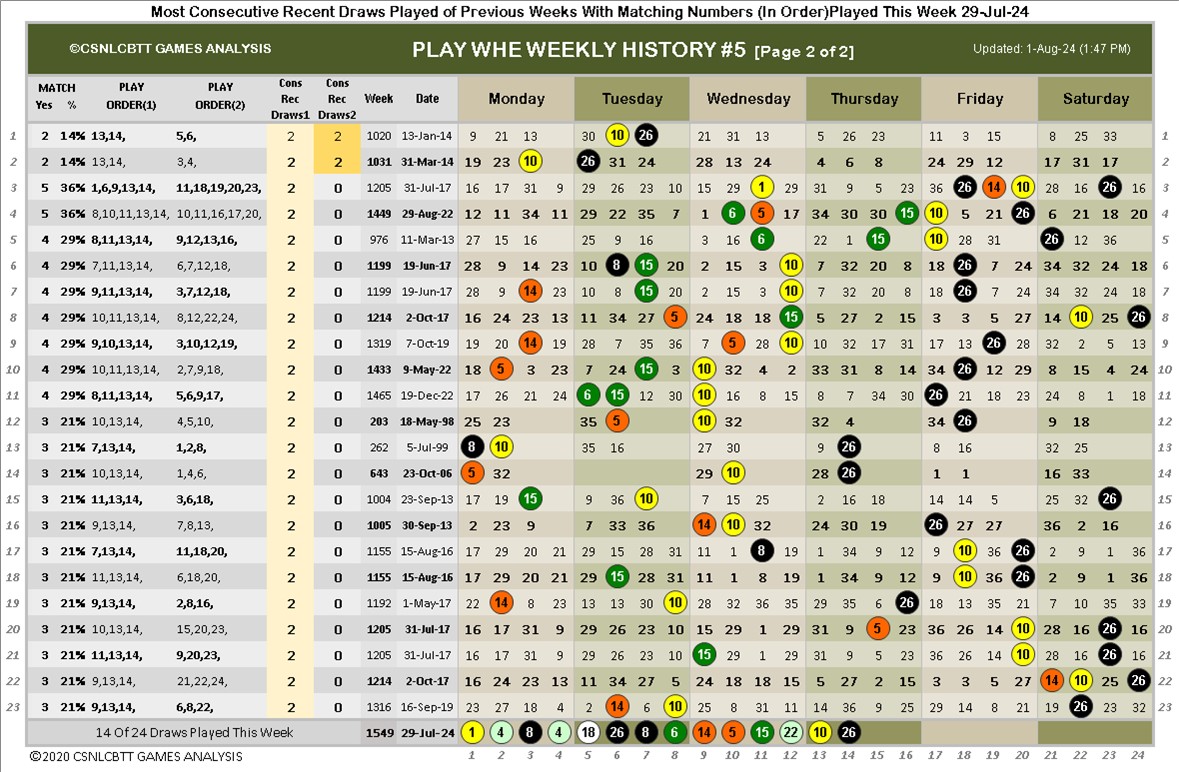 Most Consecutive Recent Draws Played of Previous Weeks With Matching Numbers (In Order)Played This Week 29-Jul-24
©CSNLCBTT GAMES ANALYSIS PLAY WHE WEEKLY HISTORY #5 [Page 2 of 2] Updated: 1-Aug-24 (1:47 PM)
MATCH Yes % PLAY ORDER(1) PLAY ORDER(2) Cons Rec Draws1 Cons Rec Draws2 Week Date Monday Tuesday Wednesday Thursday Friday Saturday
1 2 14% 13,14, 5,6, 2 2 1020 13-Jan-14 9 21 13 30 10 26 21 31 13 5 26 23 11 3 15 3 25 33 1
2 2 14% 13,14, 3,4, 2 2 1031 31-Mar-14 19 23 10 26 31 24 28 13 24 4 6 8 24 29 12 17 31 17 2
3 5 36% 1,6,9,13,14, 11,18,19,20,23, 2 0 1205 31-Jul-17 16 17 31 9 29 26 23 10 15 29 1 29 31 9 5 23 36 26 14 10 28 16 26 16 3
4 5 36% 8,10,11,13,14, 10,11,16,17,20, 2 0 1449 29-Aug-22 12 11 34 11 29 22 35 7 1 6 5 17 34 30 30 15 10 5 21 26 6 21 18 20 4
5 4 29% 8,11,13,14, 9,12,13,16, 2 0 976 11-Mar-13 27 15 16 25 9 16 3 16 6 22 1 15 10 28 31 26 12 36 5
6 4 29% 7,11,13,14, 6,7,12,18, 2 0 1199 19-Jun-17 28 9 14 23 10 8 15 20 2 15 3 10 7 32 20 8 18 26 7 24 34 32 24 18 6
7 4 29% 9,11,13,14, 3,7,12,18, 2 0 1199 19-Jun-17 28 9 14 23 10 8 15 20 2 15 3 10 7 32 20 8 18 26 7 24 34 32 24 18 7
8 4 29% 10,11,13,14, 8,12,22,24, 2 0 1214 2-Oct-17 16 24 23 13 11 34 27 5 24 18 18 15 5 27 2 15 3 3 5 27 14 10 25 26 8
9 4 29% 9,10,13,14, 3,10,12,19, 2 0 1319 7-Oct-19 19 20 14 19 28 7 35 36 7 5 28 10 10 32 17 31 17 13 26 28 32 2 5 13 9
10 4 29% 10,11,13,14, 2,7,9,18, 2 0 1433 9-May-22 18 5 3 23 7 24 15 3 10 32 4 2 33 31 8 14 34 26 12 29 8 15 4 24 10
11 4 29% 8,11,13,14, 5,6,9,17, 2 0 1465 19-Dec-22 17 26 21 24 6 15 12 30 10 16 8 15 8 7 34 30 26 21 18 23 24 8 1 18 11
12 3 21% 10,13,14, 4,5,10, 2 0 203 18-May-98 25 23 35 5 10 32 32 4 34 26 9 18 12
13 3 21% 7,13,14, 1,2,8, 2 0 262 5-Jul-99 8 10 35 16 27 30 9 26 8 16 32 25 13
14 3 21% 10,13,14, 1,4,6, 2 0 643 23-Oct-06 5 32 29 10 28 26 1 1 16 33 14
15 3 21% 11,13,14, 3,6,18, 2 0 1004 23-Sep-13 17 19 15 9 36 10 7 15 25 2 16 18 14 14 5 25 32 26 15
16 3 21% 9,13,14, 7,8,13, 2 0 1005 30-Sep-13 2 23 9 7 33 36 14 10 32 24 30 19 26 27 27 36 2 16 16
17 3 21% 7,13,14, 11,18,20, 2 0 1155 15-Aug-16 17 29 20 21 29 15 28 31 11 1 8 19 1 34 9 12 9 10 36 26 2 9 1 36 17
18 3 21% 11,13,14, 6,18,20, 2 0 1155 15-Aug-16 17 29 20 21 29 15 28 31 11 1 8 19 1 34 9 12 9 10 36 26 2 9 1 36 18
19 3 21% 9,13,14, 2,8,16, 2 0 1192 1-May-17 22 14 8 23 13 13 30 10 28 32 36 35 29 35 6 26 18 13 35 21 7 10 35 33 19
20 3 21% 10,13,14, 15,20,23, 2 0 1205 31-Jul-17 16 17 31 9 29 26 23 10 15 29 1 29 31 9 5 23 36 26 14 10 28 16 26 16 20
21 3 21% 11,13,14, 9,20,23, 2 0 1205 31-Jul-17 16 17 31 9 29 26 23 10 15 29 1 29 31 9 5 23 36 26 14 10 28 16 26 16 21
22 3 21% 9,13,14, 21,22,24, 2 0 1214 2-Oct-17 16 24 23 13 11 34 27 5 24 18 18 15 5 27 2 15 3 3 5 27 14 10 25 26 22
23 3 21% 9,13,14, 6,8,22, 2 0 1316 16-Sep-19 23 27 18 4 2 14 6 10 25 8 31 11 14 36 9 25 29 8 24 31 19 26 23 32 23
14 Of 24 Draws Played This Week 1549 29-Jul-24 1 4 8 4 18 26 8 6 14 5 15 22 10 26
©2020 CSNLCBTT GAMES ANALYSIS 1 2 3 4 5 6 7 8 9 10 11 12 13 14 15 16 17 18 19 20 21 22 23 24